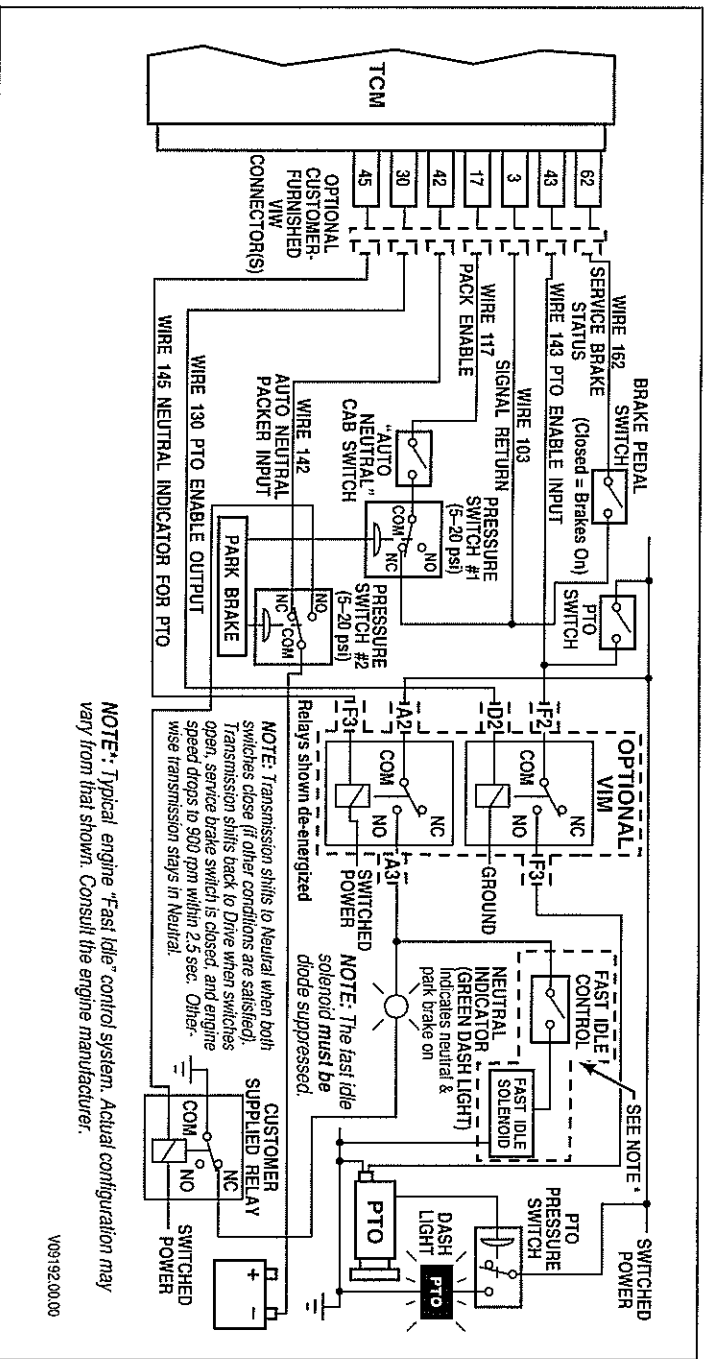 TCM
62
43
3
17
42
30
45
OPTIONAL
CUSTOMER-
FURNISHED
VIW
CONNECTOR(S)
WIRE 162
SERVICE BRAKE
STATUS
BRAKE PEDAL
SWITCH
(Closed = Brakes On)
WIRE 143 PTO ENABLE INPUT
WIRE 103
SIGNAL RETURN
WIRE 117
PACK ENABLE
"AUTO
NEUTRAL"
CAB SWITCH
PRESSURE
SWITCH #1
(5–20 psi)
COM
NO
NC
WIRE 142
AUTO NEUTRAL
PACKER INPUT
PRESSURE
SWITCH #2
(5–20 psi)
NO
NC
COM
PARK BRAKE
WIRE 130 PTO ENABLE OUTPUT
WIRE 145 NEUTRAL INDICATOR FOR PTO
PTO
SWITCH
OPTIONAL
VIM
F2
D2
A2
F3
COM
NC
NO
F3
GROUND
COM
NC
NO
A3
SWITCHED
POWER
Relays shown de-energized
FAST IDLE
CONTROL
FAST IDLE
SOLENOID
SEE NOTE *
NEUTRAL
INDICATOR
(GREEN DASH LIGHT)
Indicates neutral &
park brake on
NOTE: The fast idle
solenoid must be
diode suppressed.
SWITCHED
POWER
PTO
PRESSURE
SWITCH
DASH
LIGHT
PTO
PTO
NOTE: Transmission shifts to Neutral when both
switches close (if other conditions are satisfied).
Transmission shifts back to Drive when switches
open, service brake switch is closed, and engine
speed drops to 900 rpm within 2.5 sec. Other-
wise transmission stays in Neutral.
CUSTOMER
SUPPLIED RELAY
COM
NC
NO
SWITCHED
POWER
+
–
NOTE*: Typical engine "Fast Idle" control system. Actual configuration may
vary from that shown. Consult the engine manufacturer.
V09192.00.00